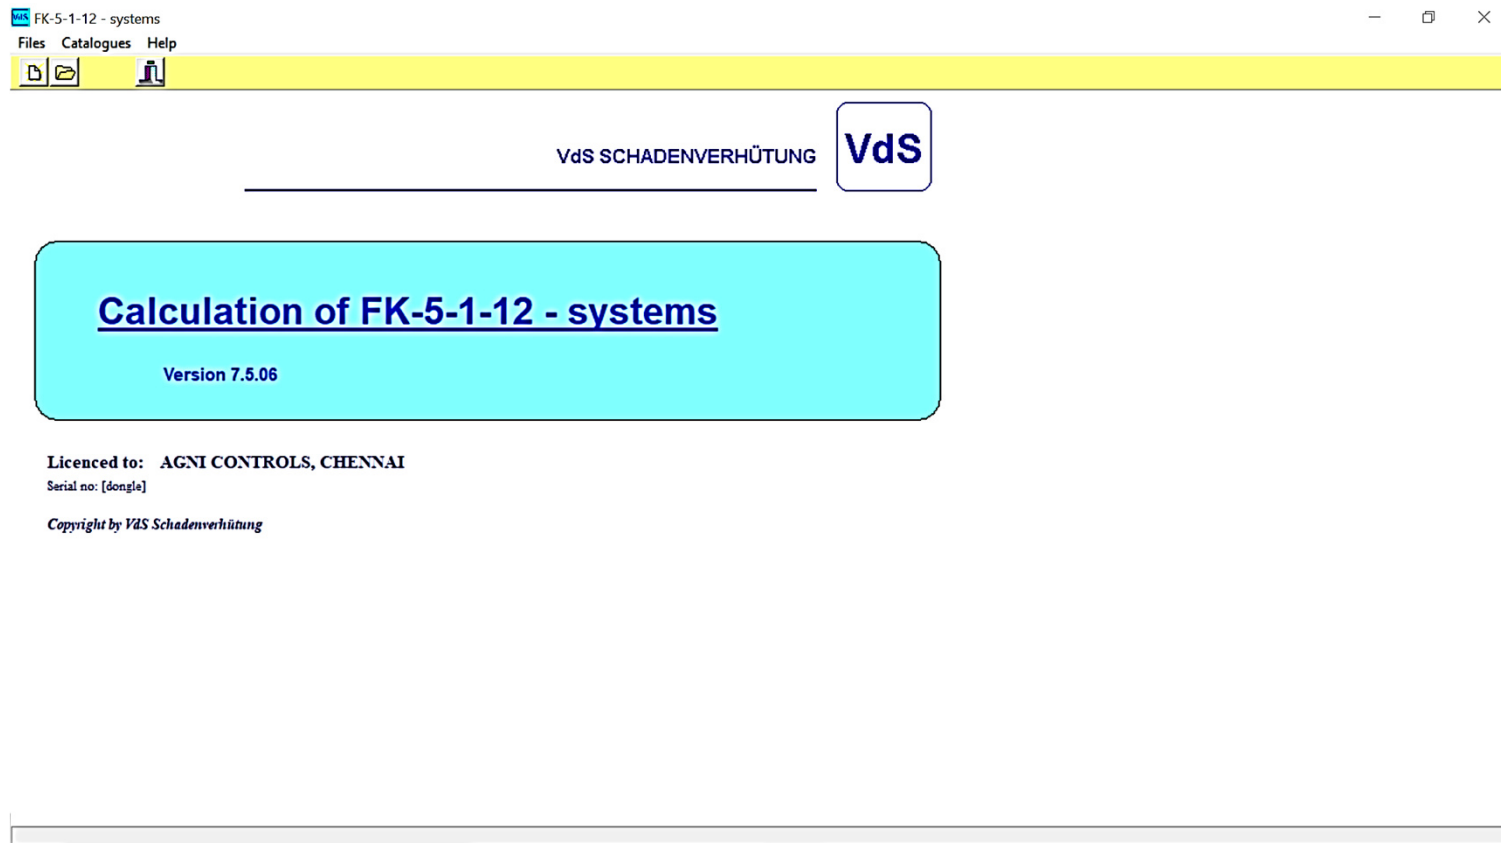 VdS FK-5-1-12 - systems
Files Catalogues Help
VdS SCHADENVERHÜTUNG
VdS
Calculation of FK-5-1-12 - systems
Version 7.5.06
Licenced to: AGNI CONTROLS, CHENNAI
Serial no: [dongle]
Copyright by VdS Schadenverhütung